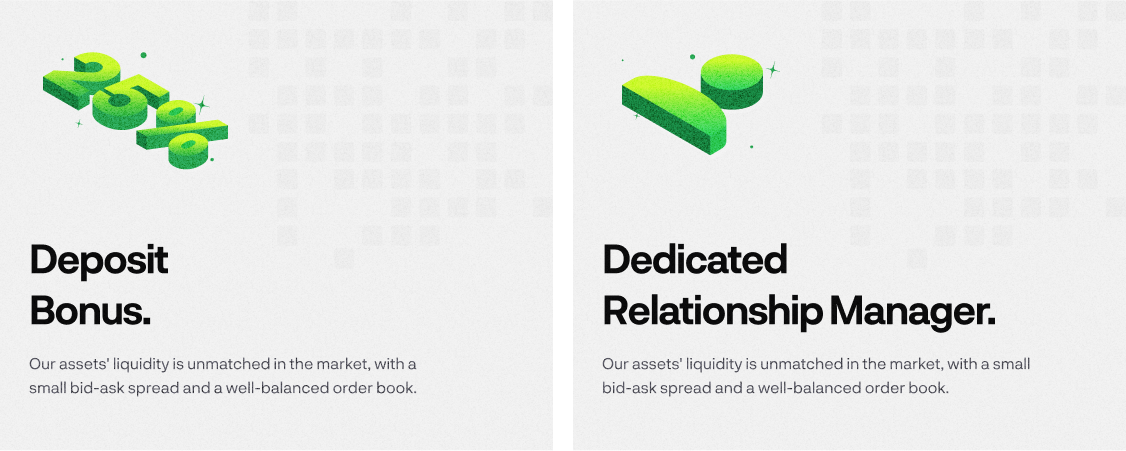 25%
Deposit
Bonus.
Our assets' liquidity is unmatched in the market, with a
small bid-ask spread and a well-balanced order book.
Dedicated
Relationship Manager.
Our assets' liquidity is unmatched in the market, with a small
bid-ask spread and a well-balanced order book.